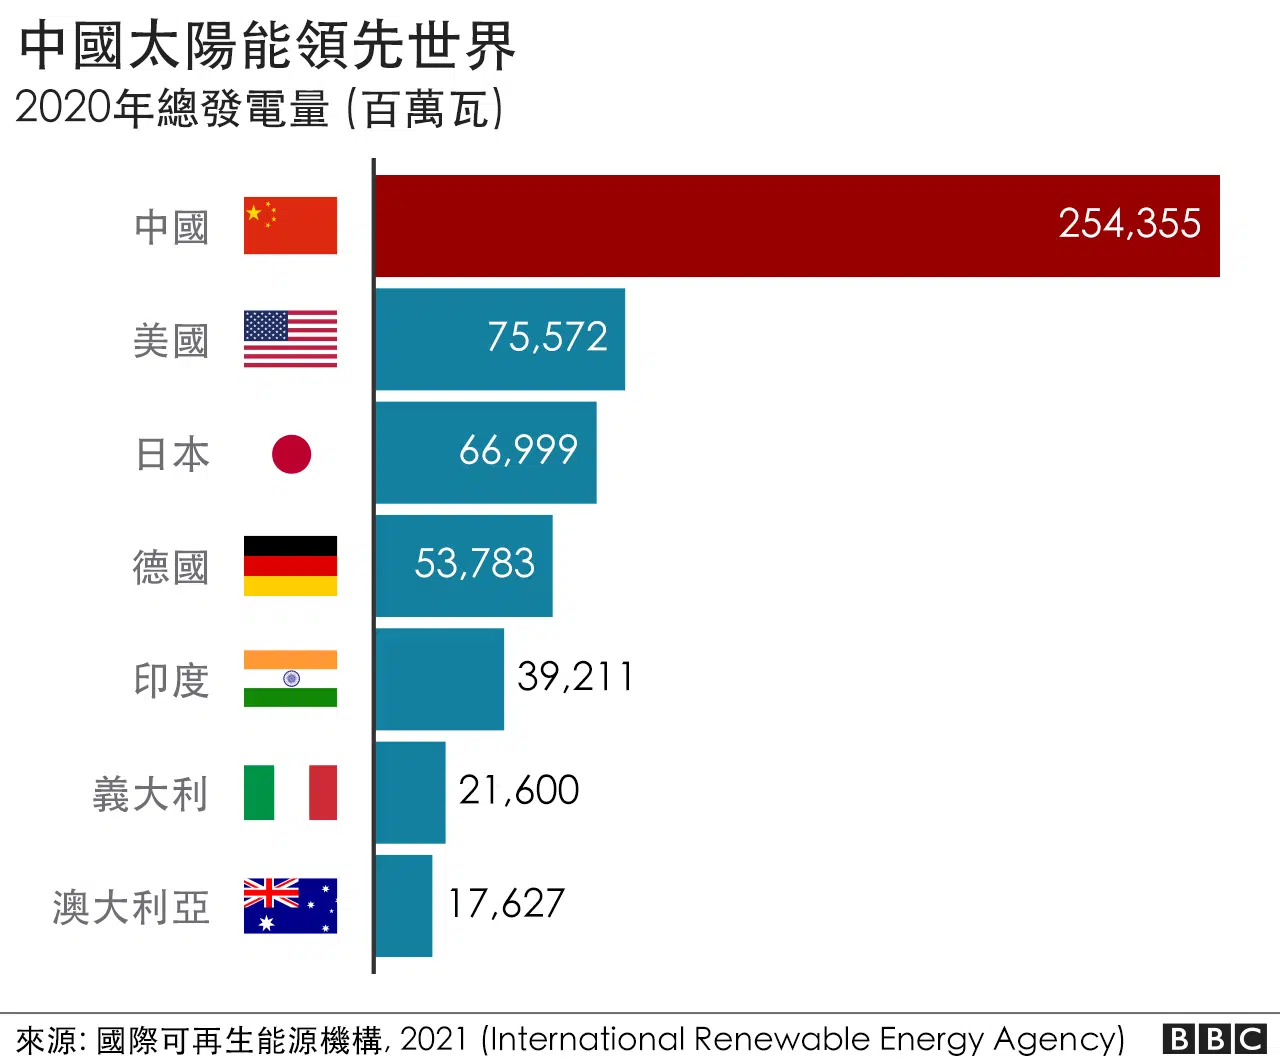 中國太陽能領先世界
2020年總發電量 (百萬瓦)
中國 254,355
美國 75,572
日本 66,999
德國 53,783
印度 39,211
義大利 21,600
澳大利亞 17,627
來源: 國際可再生能源機構, 2021 (International Renewable Energy Agency) BBC